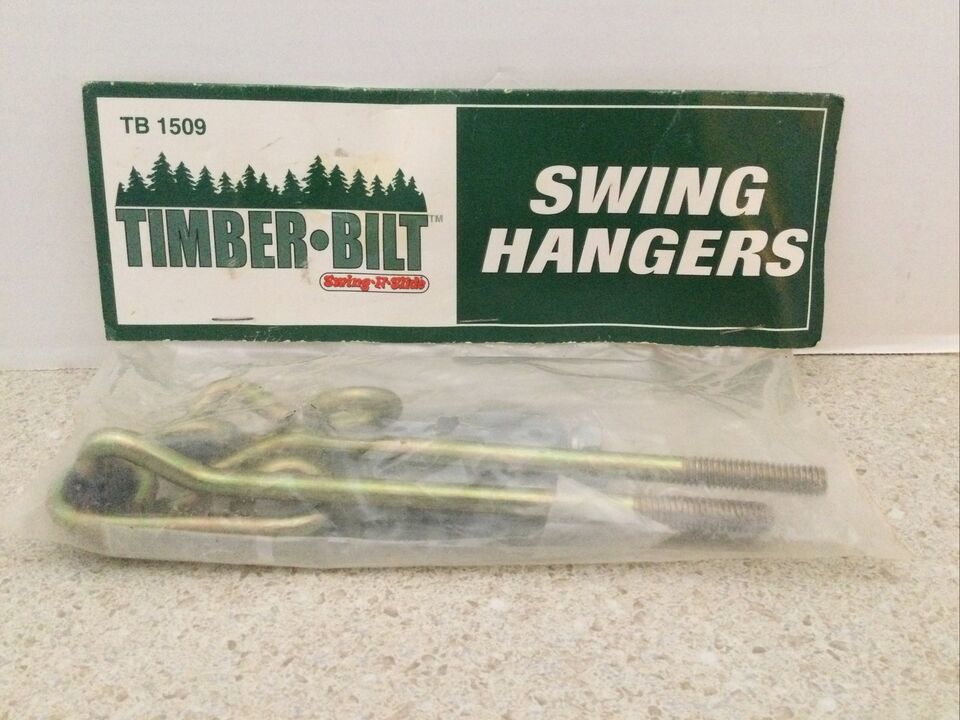 TB 1509
TIMBER•BILT™
Swing-N-Slide
SWING
HANGERS